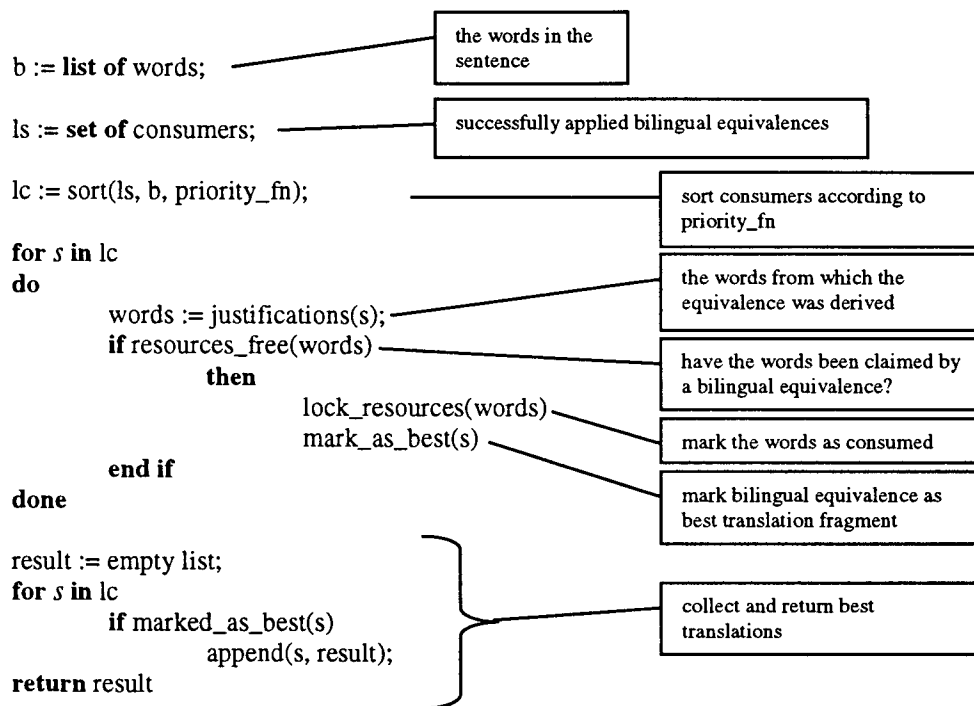 b := list of words;
the words in the
sentence
ls := set of consumers;
successfully applied bilingual equivalences
lc := sort(ls, b, priority_fn);
sort consumers according to
priority_fn
for s in lc
do
words := justifications(s);
the words from which the
equivalence was derived
if resources_free(words)
have the words been claimed by
a bilingual equivalence?
then
lock_resources(words)
mark the words as consumed
mark_as_best(s)
mark bilingual equivalence as
best translation fragment
end if
done
result := empty list;
for s in lc
if marked_as_best(s)
append(s, result);
return result
collect and return best
translations